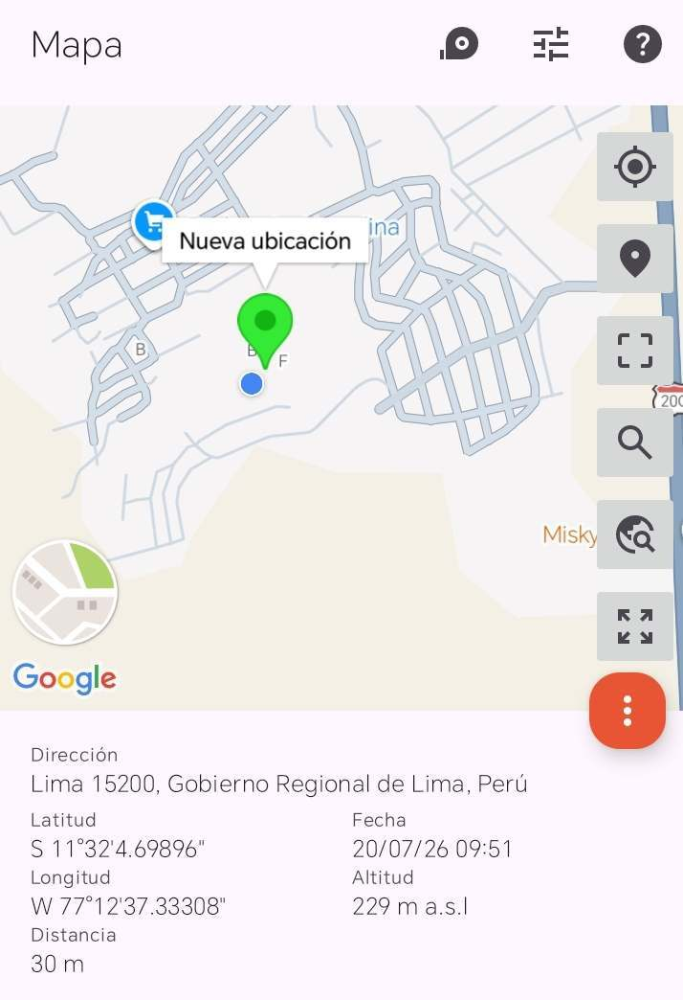 Mapa
ina
Nueva ubicación
B
B
F
200
Misky
Google
Dirección
Lima 15200, Gobierno Regional de Lima, Perú
Latitud
Fecha
S 11°32'4.69896"
20/07/26 09:51
Longitud
Altitud
W 77°12'37.33308"
229 m a.s.l
Distancia
30 m